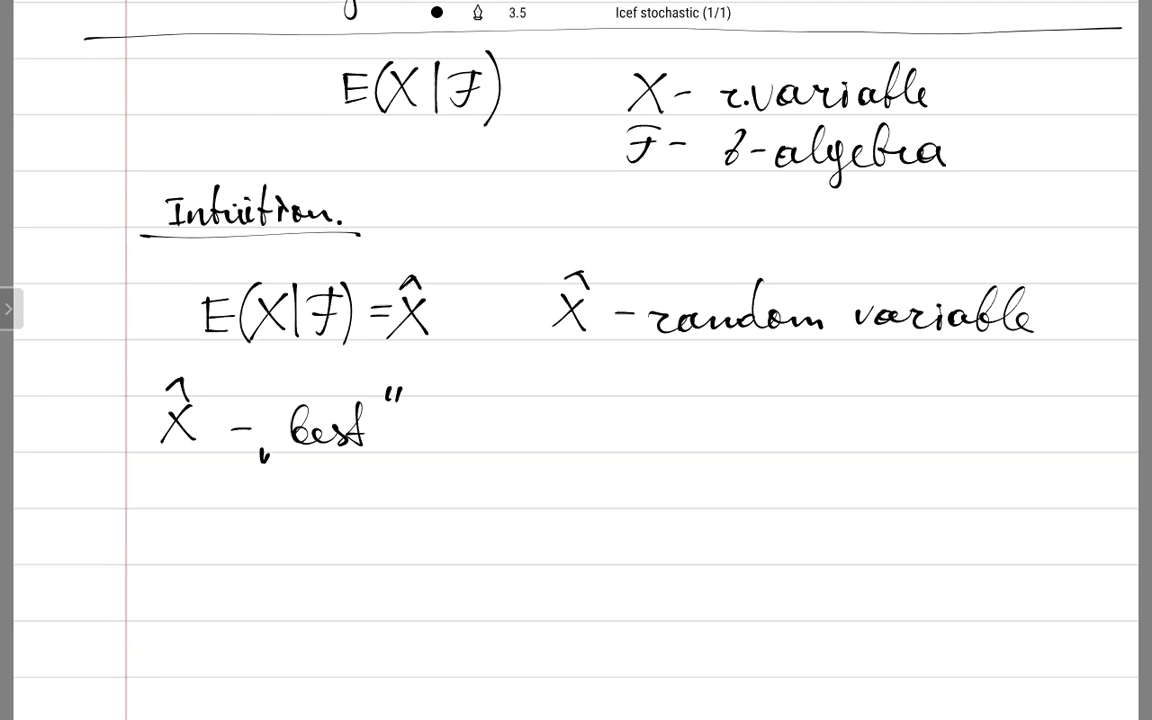 3.5 Icef stochastic (1/1)
E(X|F) X - r.variable
F - σ-algebra
Intuition.
E(X|F) = X̂ X̂ - random variable
X̂ - „best"